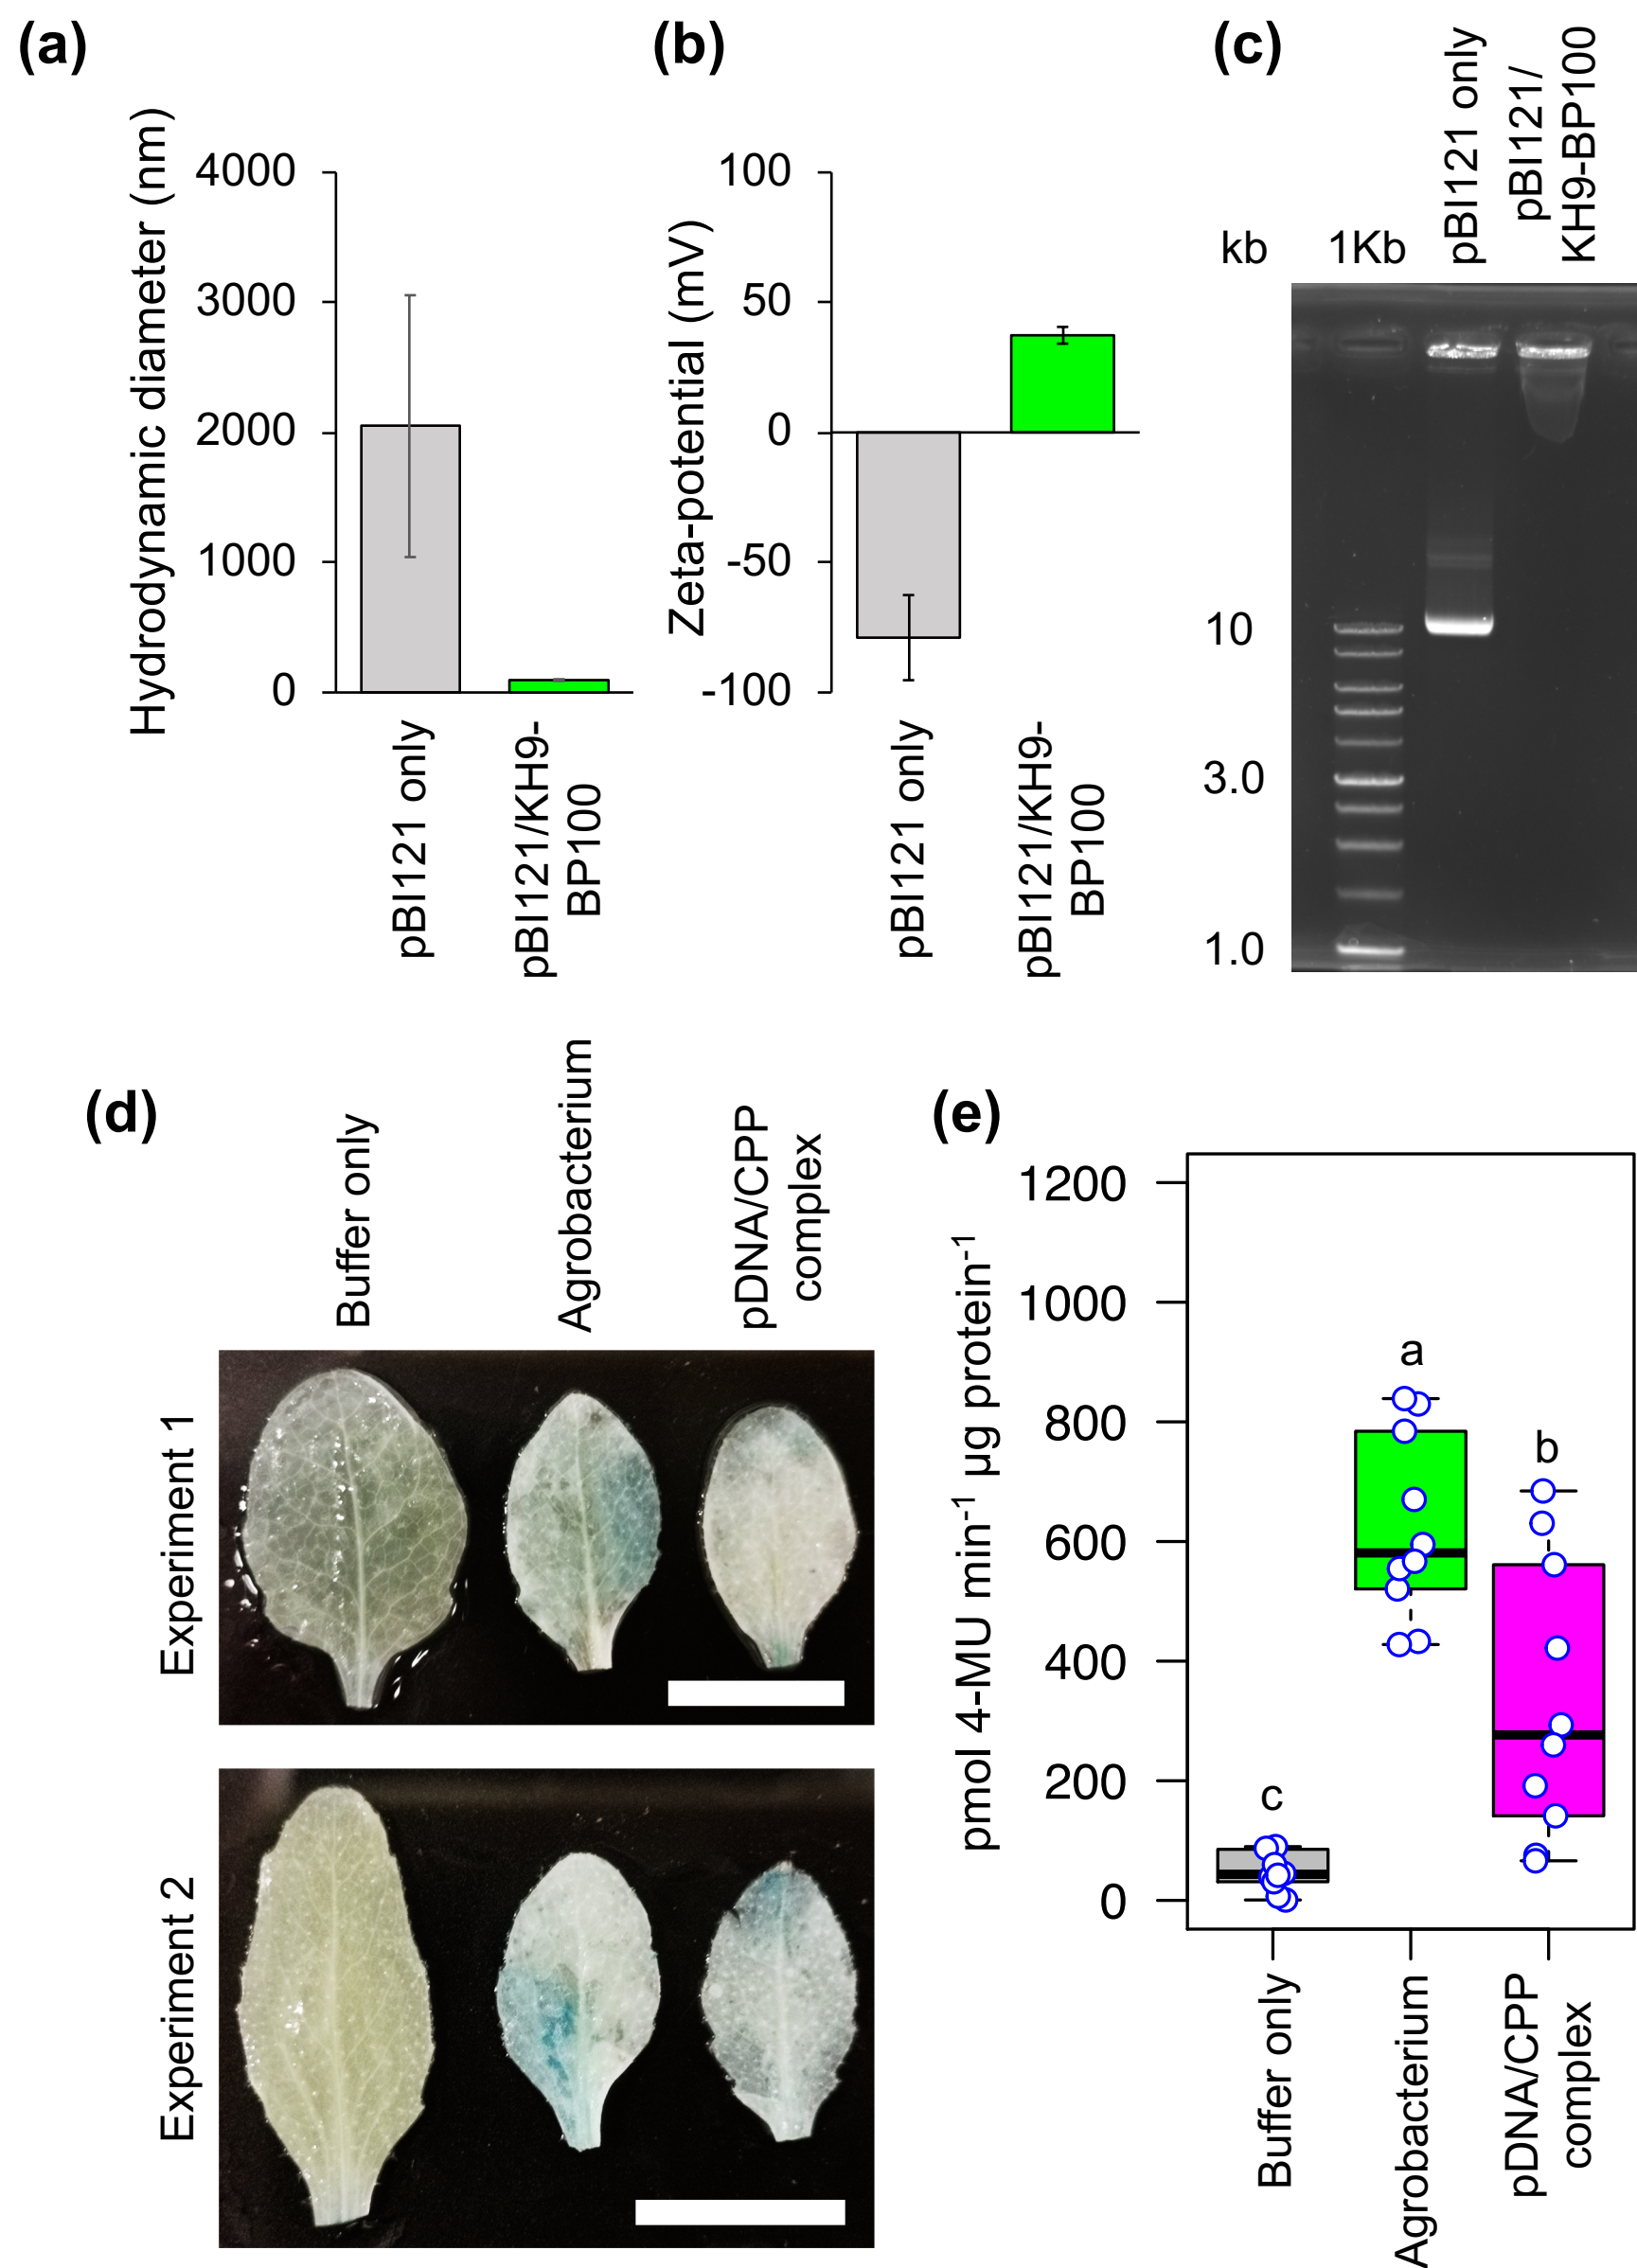 (a)
Hydrodynamic diameter (nm)
4000
3000
2000
1000
0
pBI121 only
pBI121/KH9-
BP100
(b)
Zeta-potential (mV)
100
50
0
-50
-100
pBI121 only
pBI121/KH9-
BP100
(c)
kb
1Kb
pBI121 only
pBI121/
KH9-BP100
10
3.0
1.0
(d)
Buffer only
Agrobacterium
pDNA/CPP
complex
Experiment 1
Experiment 2
(e)
pmol 4-MU min-1 µg protein-1
1200
1000
800
600
400
200
0
c
a
b
Buffer only
Agrobacterium
pDNA/CPP
complex